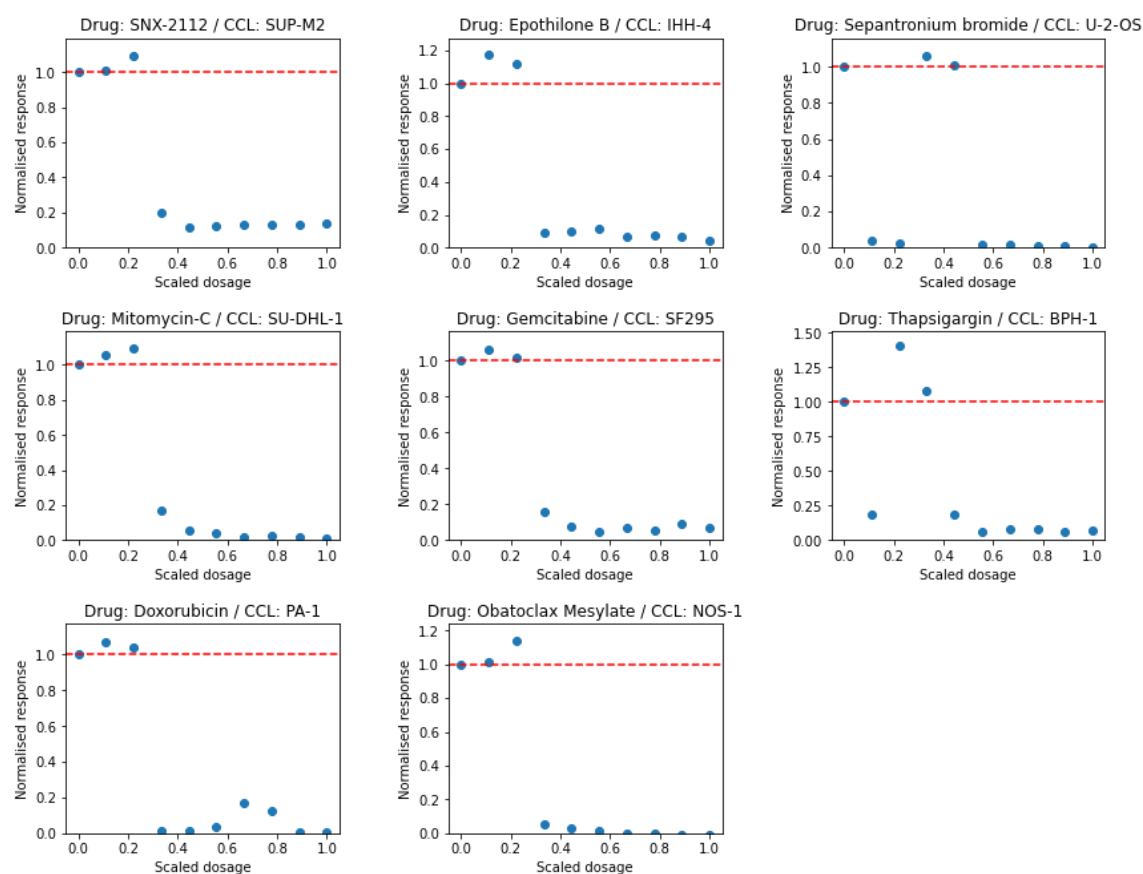 Drug: SNX-2112 / CCL: SUP-M2
Normalised response
1.0
0.8
0.6
0.4
0.2
0.0
0.0 0.2 0.4 0.6 0.8 1.0
Scaled dosage
Drug: Epothilone B / CCL: IHH-4
Normalised response
1.2
1.0
0.8
0.6
0.4
0.2
0.0
0.0 0.2 0.4 0.6 0.8 1.0
Scaled dosage
Drug: Sepantronium bromide / CCL: U-2-OS
Normalised response
1.0
0.8
0.6
0.4
0.2
0.0
0.0 0.2 0.4 0.6 0.8 1.0
Scaled dosage
Drug: Mitomycin-C / CCL: SU-DHL-1
Normalised response
1.0
0.8
0.6
0.4
0.2
0.0
0.0 0.2 0.4 0.6 0.8 1.0
Scaled dosage
Drug: Gemcitabine / CCL: SF295
Normalised response
1.0
0.8
0.6
0.4
0.2
0.0
0.0 0.2 0.4 0.6 0.8 1.0
Scaled dosage
Drug: Thapsigargin / CCL: BPH-1
Normalised response
1.50
1.25
1.00
0.75
0.50
0.25
0.00
0.0 0.2 0.4 0.6 0.8 1.0
Scaled dosage
Drug: Doxorubicin / CCL: PA-1
Normalised response
1.0
0.8
0.6
0.4
0.2
0.0
0.0 0.2 0.4 0.6 0.8 1.0
Scaled dosage
Drug: Obatoclax Mesylate / CCL: NOS-1
Normalised response
1.2
1.0
0.8
0.6
0.4
0.2
0.0
0.0 0.2 0.4 0.6 0.8 1.0
Scaled dosage